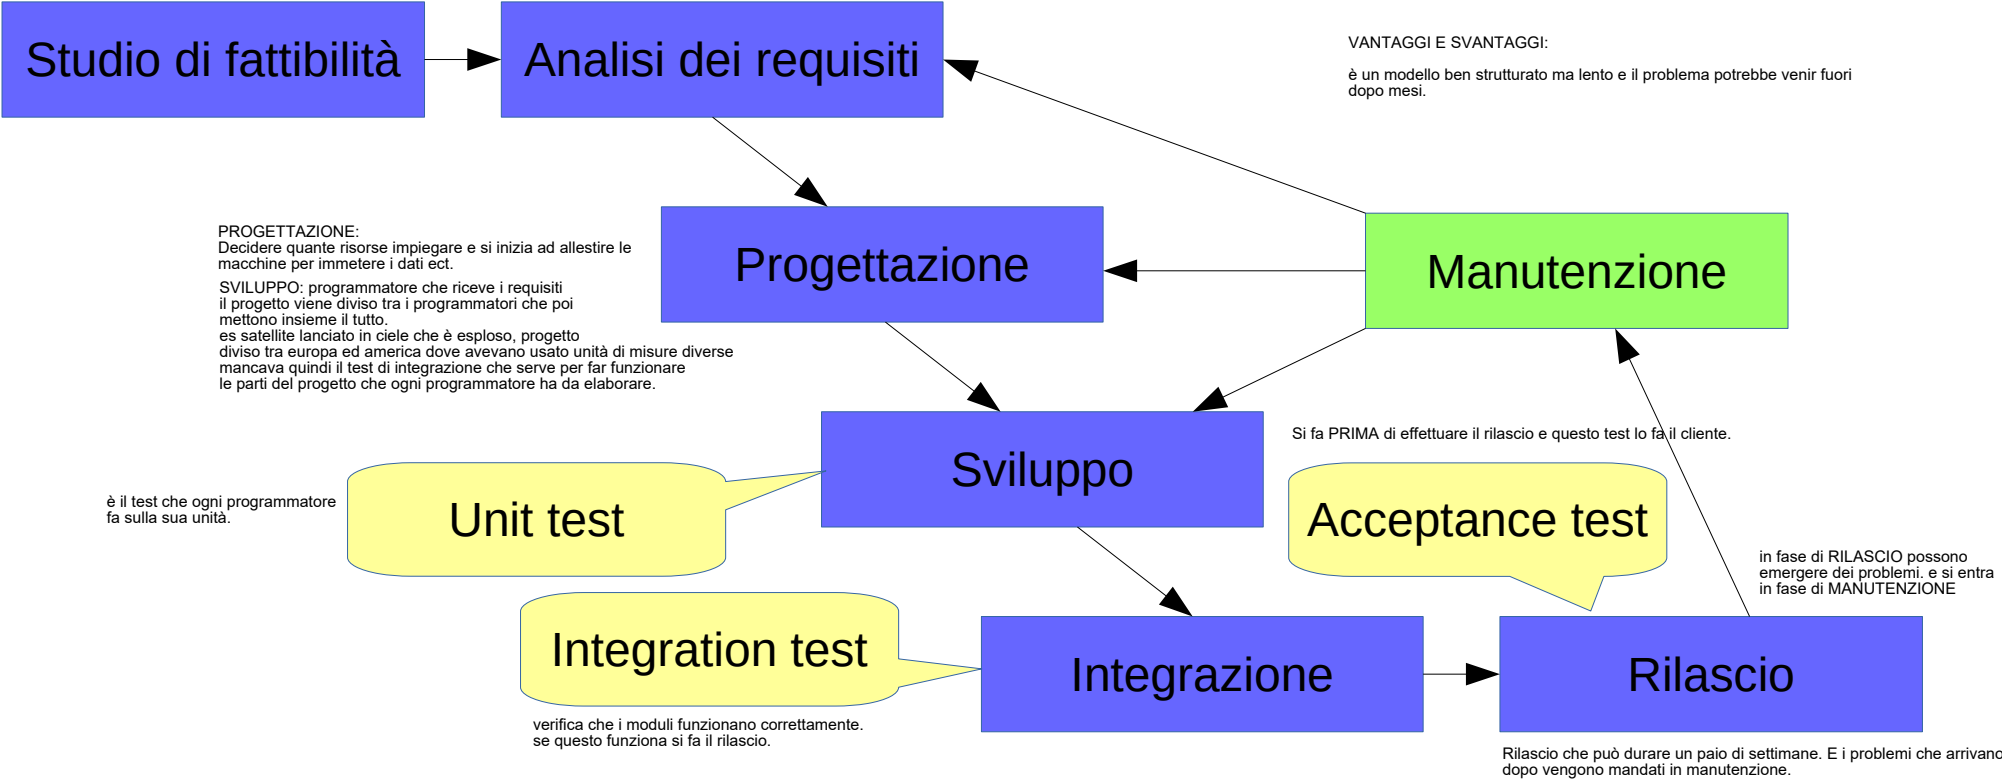 Studio di fattibilità
Analisi dei requisiti
VANTAGGI E SVANTAGGI:
è un modello ben strutturato ma lento e il problema potrebbe venir fuori
dopo mesi.
PROGETTAZIONE:
Decidere quante risorse impiegare e si inizia ad allestire le
macchine per immetere i dati ect.
Progettazione
Manutenzione
SVILUPPO: programmatore che riceve i requisiti
il progetto viene diviso tra i programmatori che poi
mettono insieme il tutto.
es satellite lanciato in ciele che è esploso, progetto
diviso tra europa ed america dove avevano usato unità di misure diverse
mancava quindi il test di integrazione che serve per far funzionare
le parti del progetto che ogni programmatore ha da elaborare.
Sviluppo
Si fa PRIMA di effettuare il rilascio e questo test lo fa il cliente.
è il test che ogni programmatore
fa sulla sua unità.
Unit test
Acceptance test
in fase di RILASCIO possono
emergere dei problemi. e si entra
in fase di MANUTENZIONE
Integration test
Integrazione
Rilascio
verifica che i moduli funzionano correttamente.
se questo funziona si fa il rilascio.
Rilascio che può durare un paio di settimane. E i problemi che arrivano
dopo vengono mandati in manutenzione.